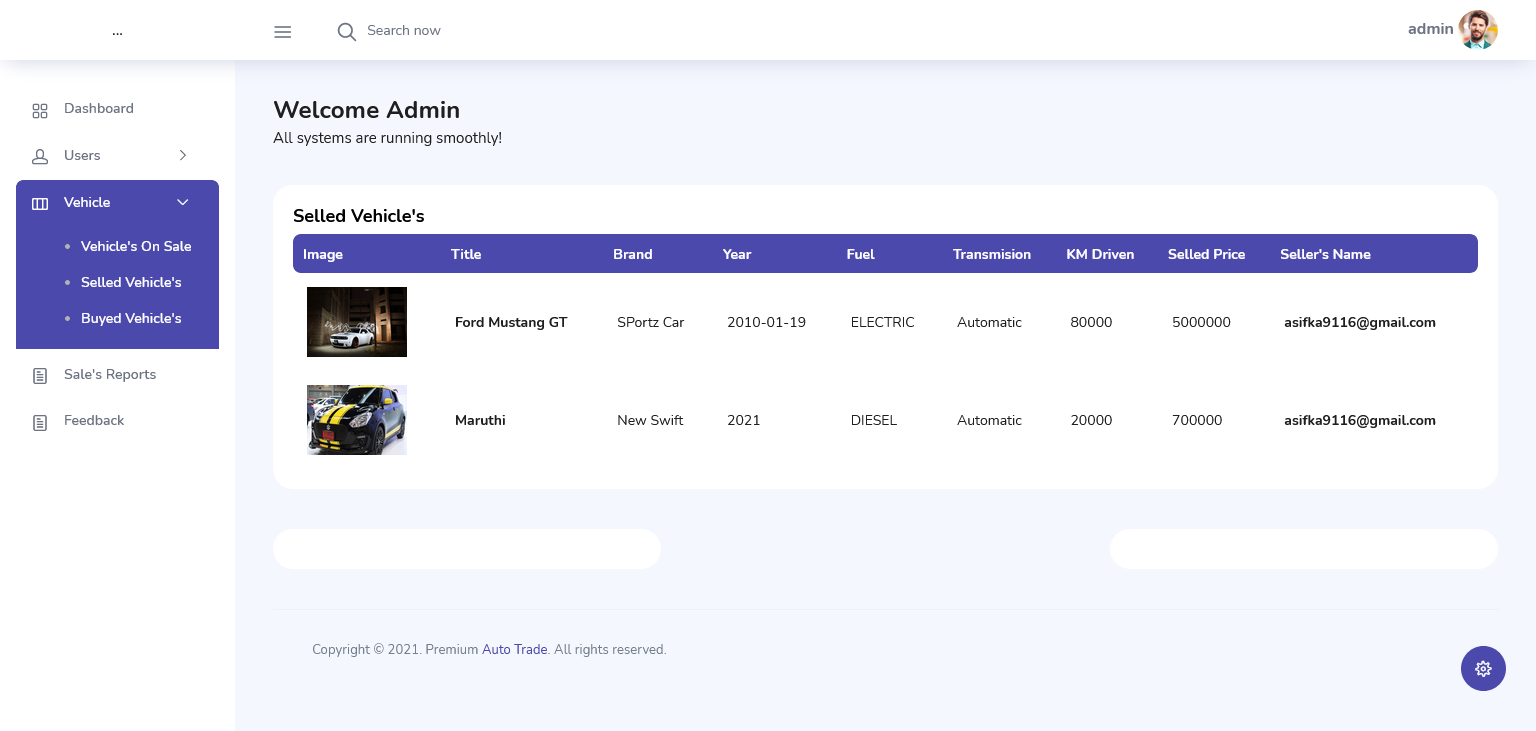 ...
Search now
admin
Dashboard
Users
Vehicle
Vehicle's On Sale
Selled Vehicle's
Buyed Vehicle's
Sale's Reports
Feedback
Welcome Admin
All systems are running smoothly!
Selled Vehicle's
Image Title Brand Year Fuel Transmision KM Driven Selled Price Seller's Name
Ford Mustang GT SPortz Car 2010-01-19 ELECTRIC Automatic 80000 5000000 asifka9116@gmail.com
Maruthi New Swift 2021 DIESEL Automatic 20000 700000 asifka9116@gmail.com
Copyright © 2021. Premium Auto Trade. All rights reserved.